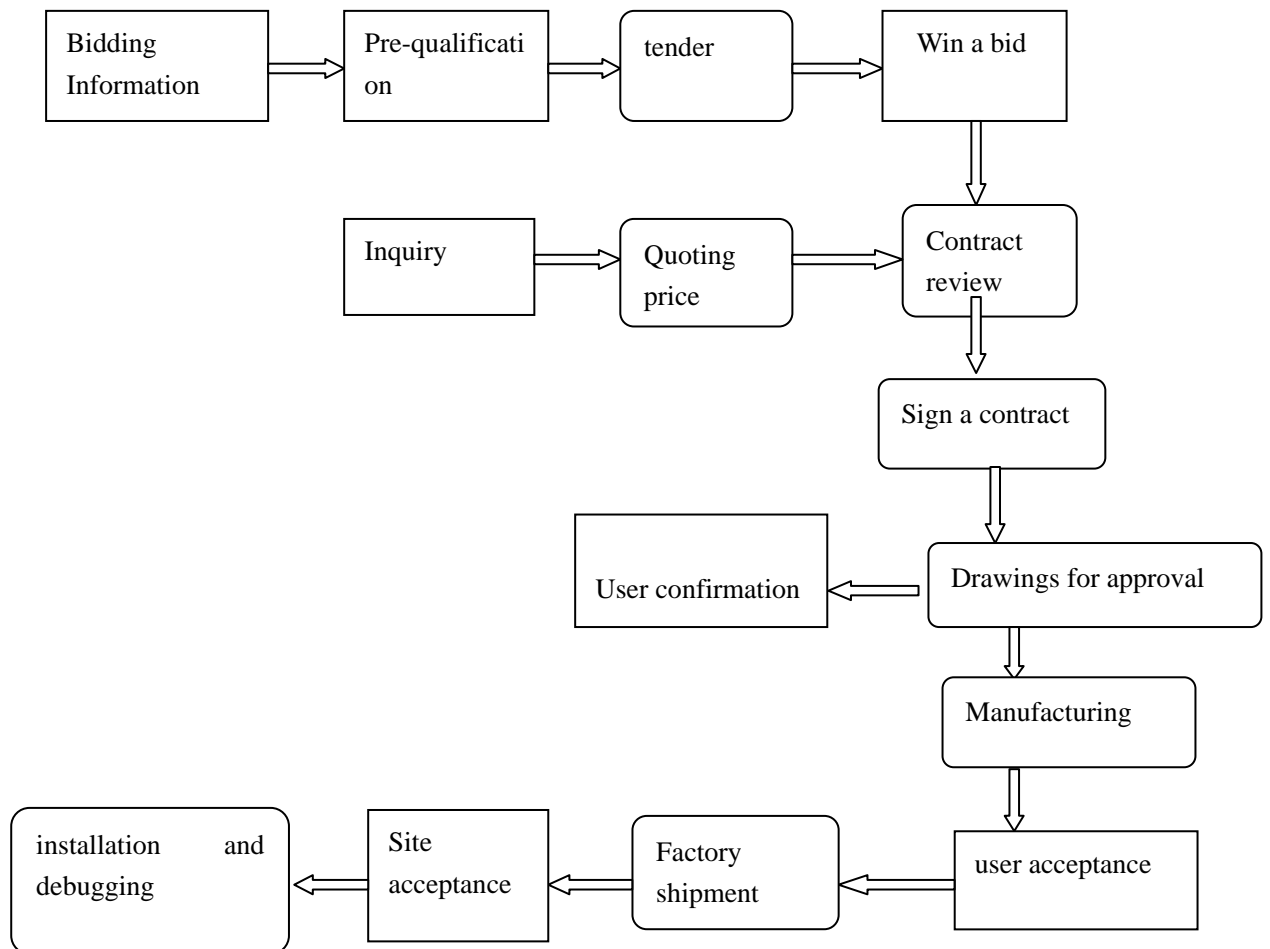 Bidding
Information
Pre-qualificati
on
tender
Win a bid
Inquiry
Quoting
price
Contract
review
Sign a contract
User confirmation
Drawings for approval
Manufacturing
installation and
debugging
Site
acceptance
Factory
shipment
user acceptance